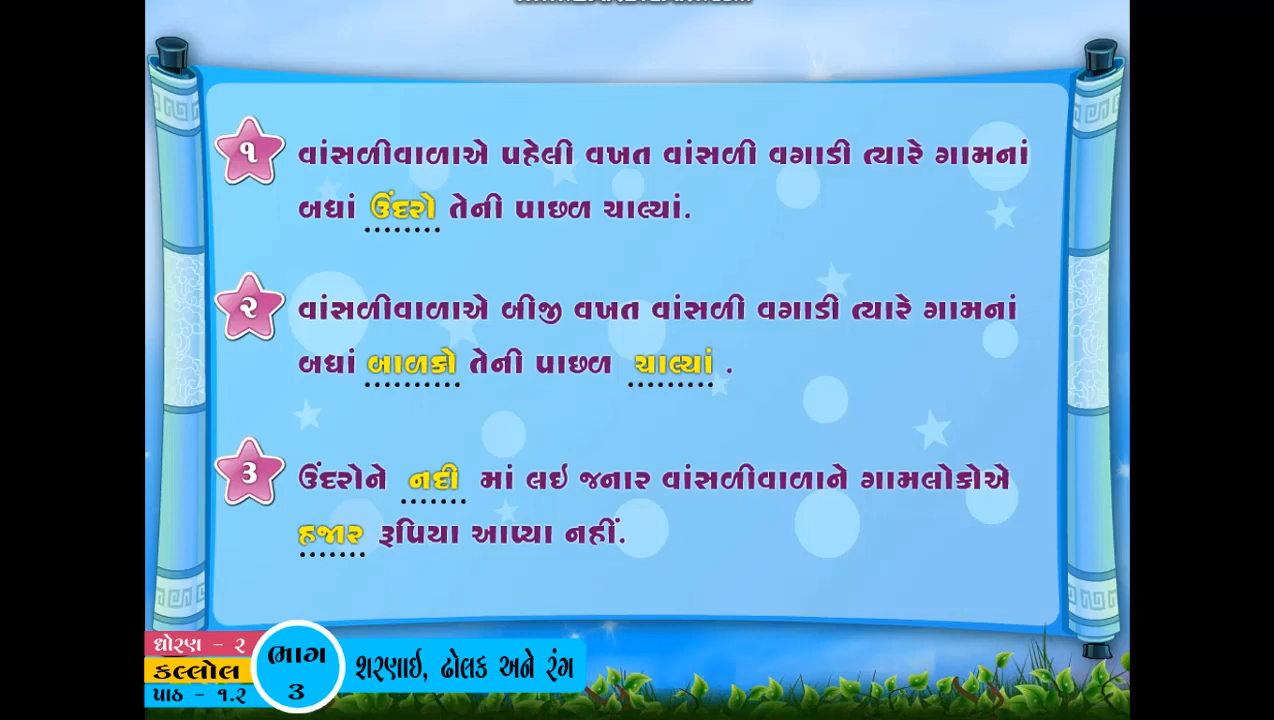 ૧ વાંસળીવાળાએ પહેલી વખત વાંસળી વગાડી ત્યારે ગામનાં
બધાં ઉંદરો તેની પાછળ ચાલ્યાં.
૨ વાંસળીવાળાએ બીજી વખત વાંસળી વગાડી ત્યારે ગામનાં
બધાં બાળકો તેની પાછળ ચાલ્યાં .
૩ ઉંદરોને નદી માં લઇ જનાર વાંસળીવાળાને ગામલોકોએ
હજાર રૂપિયા આપ્યા નહીં.
ધોરણ - ૨
કલ્લોલ
પાઠ - ૧.૨
ભાગ
૩
શરણાઇ, ઢોલક અને રંગ